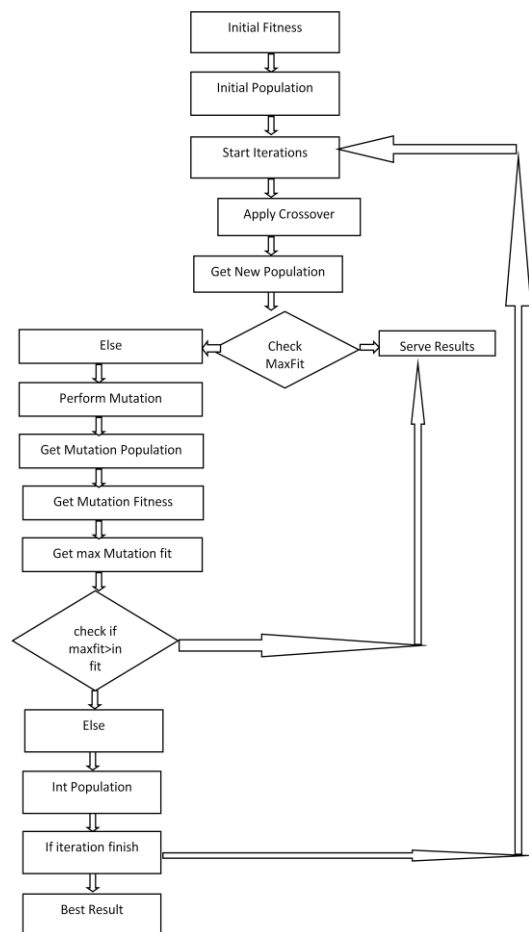 Initial Fitness
Initial Population
Start Iterations
Apply Crossover
Get New Population
Check
MaxFit
Else
Serve Results
Perform Mutation
Get Mutation Population
Get Mutation Fitness
Get max Mutation fit
check if
maxfit>in
fit
Else
Int Population
If iteration finish
Best Result